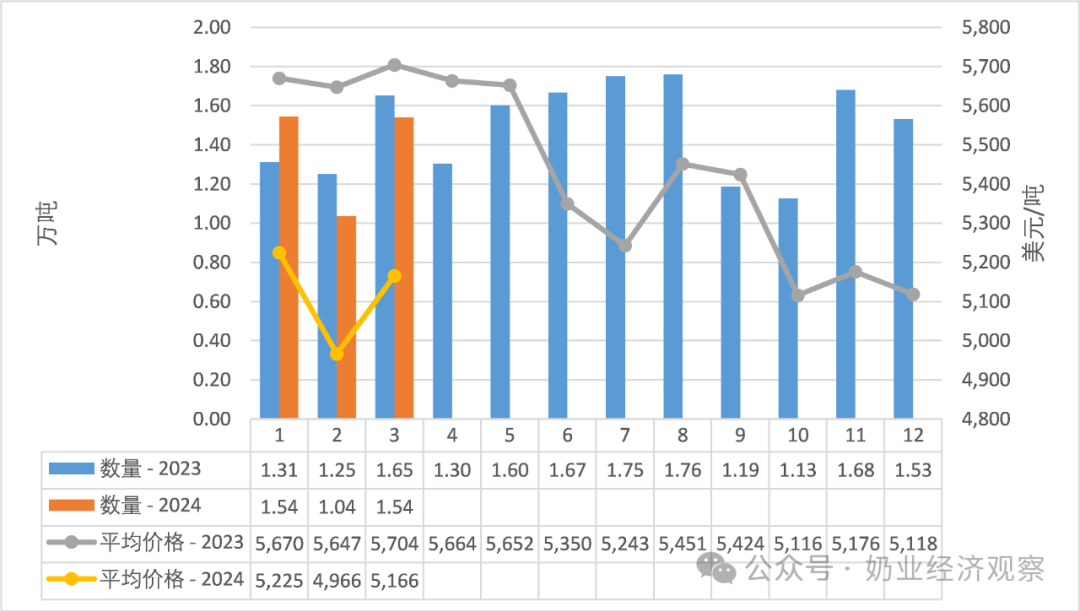 2.00 5,800
1.80 5,700
1.60 5,600
1.40 5,500
1.20 5,400
1.00 5,300
0.80 5,200
0.60 5,100
0.40 5,000
0.20 4,900
0.00 4,800
万吨
美元/吨
1 2 3 4 5 6 7 8 9 10 11 12
数量 - 2023 1.31 1.25 1.65 1.30 1.60 1.67 1.75 1.76 1.19 1.13 1.68 1.53
数量 - 2024 1.54 1.04 1.54
平均价格 - 2023 5,670 5,647 5,704 5,664 5,652 5,350 5,243 5,451 5,424 5,116 5,176 5,118
平均价格 - 2024 5,225 4,966 5,166
公众号 · 奶业经济观察